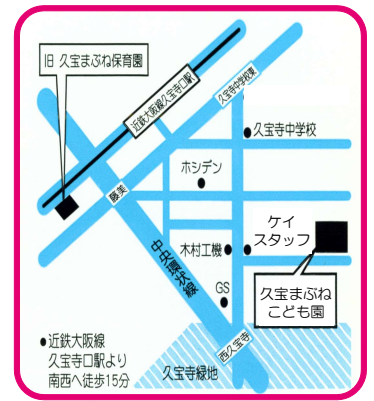 旧 久宝まぶね保育園
近鉄大阪線久宝寺口駅
久宝寺中学校東
久宝寺中学校
ホシデン
藤美
中央環状線
木村工機
ケイ
スタッフ
GS
久宝まぶね
こども園
西久宝寺
久宝寺緑地
●近鉄大阪線
久宝寺口駅より
南西へ徒歩15分